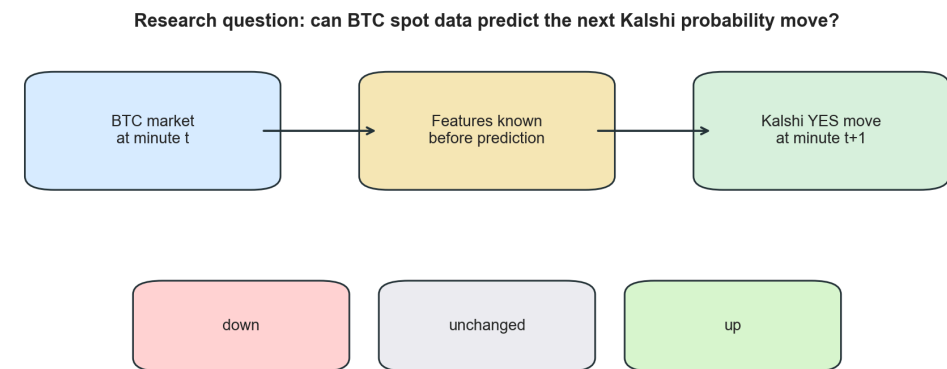 Research question: can BTC spot data predict the next Kalshi probability move?
BTC market
at minute t
Features known
before prediction
Kalshi YES move
at minute t+1
down
unchanged
up